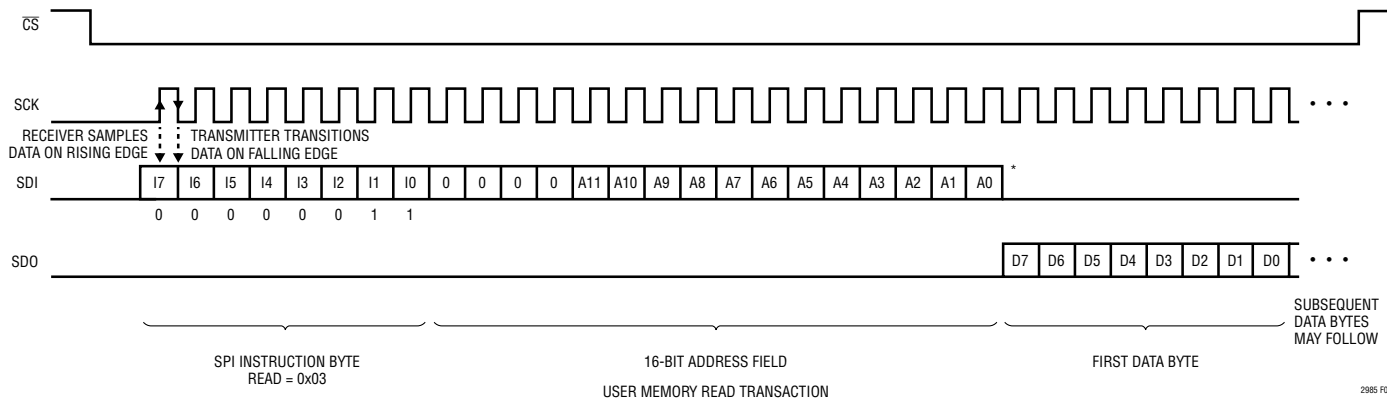 CS
SCK
RECEIVER SAMPLES
DATA ON RISING EDGE
TRANSMITTER TRANSITIONS
DATA ON FALLING EDGE
SDI
I7 I6 I5 I4 I3 I2 I1 I0 0 0 0 0 A11 A10 A9 A8 A7 A6 A5 A4 A3 A2 A1 A0 *
0 0 0 0 0 0 1 1
SDO
D7 D6 D5 D4 D3 D2 D1 D0
• • •
• • •
SPI INSTRUCTION BYTE
READ = 0x03
16-BIT ADDRESS FIELD
FIRST DATA BYTE
SUBSEQUENT
DATA BYTES
MAY FOLLOW
USER MEMORY READ TRANSACTION
2985